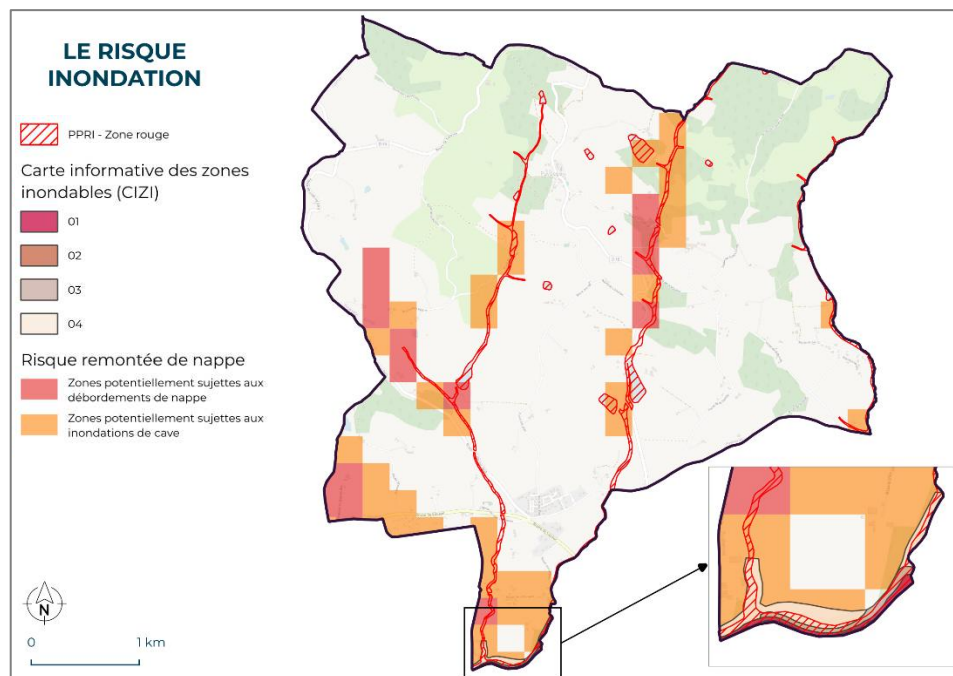 LE RISQUE
INONDATION
PPRI - Zone rouge
Carte informative des zones
inondables (CIZI)
01
02
03
04
Risque remontée de nappe
Zones potentiellement sujettes aux
débordements de nappe
Zones potentiellement sujettes aux
inondations de cave
N
0
1 km